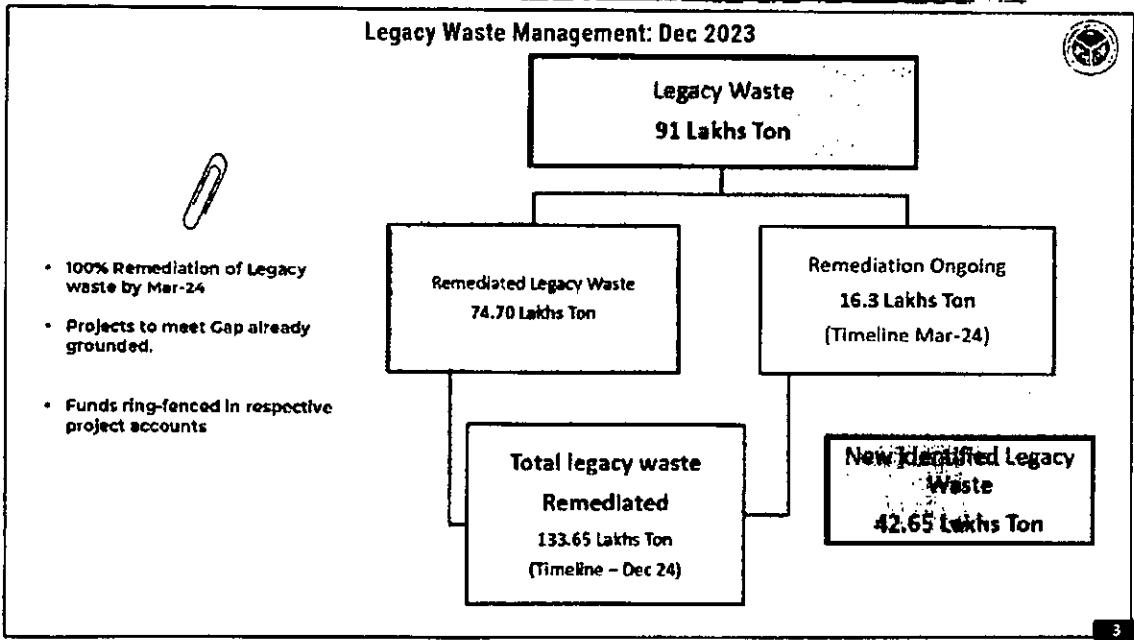 Legacy Waste Management: Dec 2023
Legacy Waste
91 Lakhs Ton
• 100% Remediation of Legacy
waste by Mar-24
• Projects to meet Gap already
grounded.
• Funds ring-fenced in respective
project accounts
Remediated Legacy Waste
74.70 Lakhs Ton
Remediation Ongoing
16.3 Lakhs Ton
(Timeline Mar-24)
Total legacy waste
Remediated
133.65 Lakhs Ton
(Timeline – Dec 24)
New Identified Legacy
Waste
42.65 Lakhs Ton
3